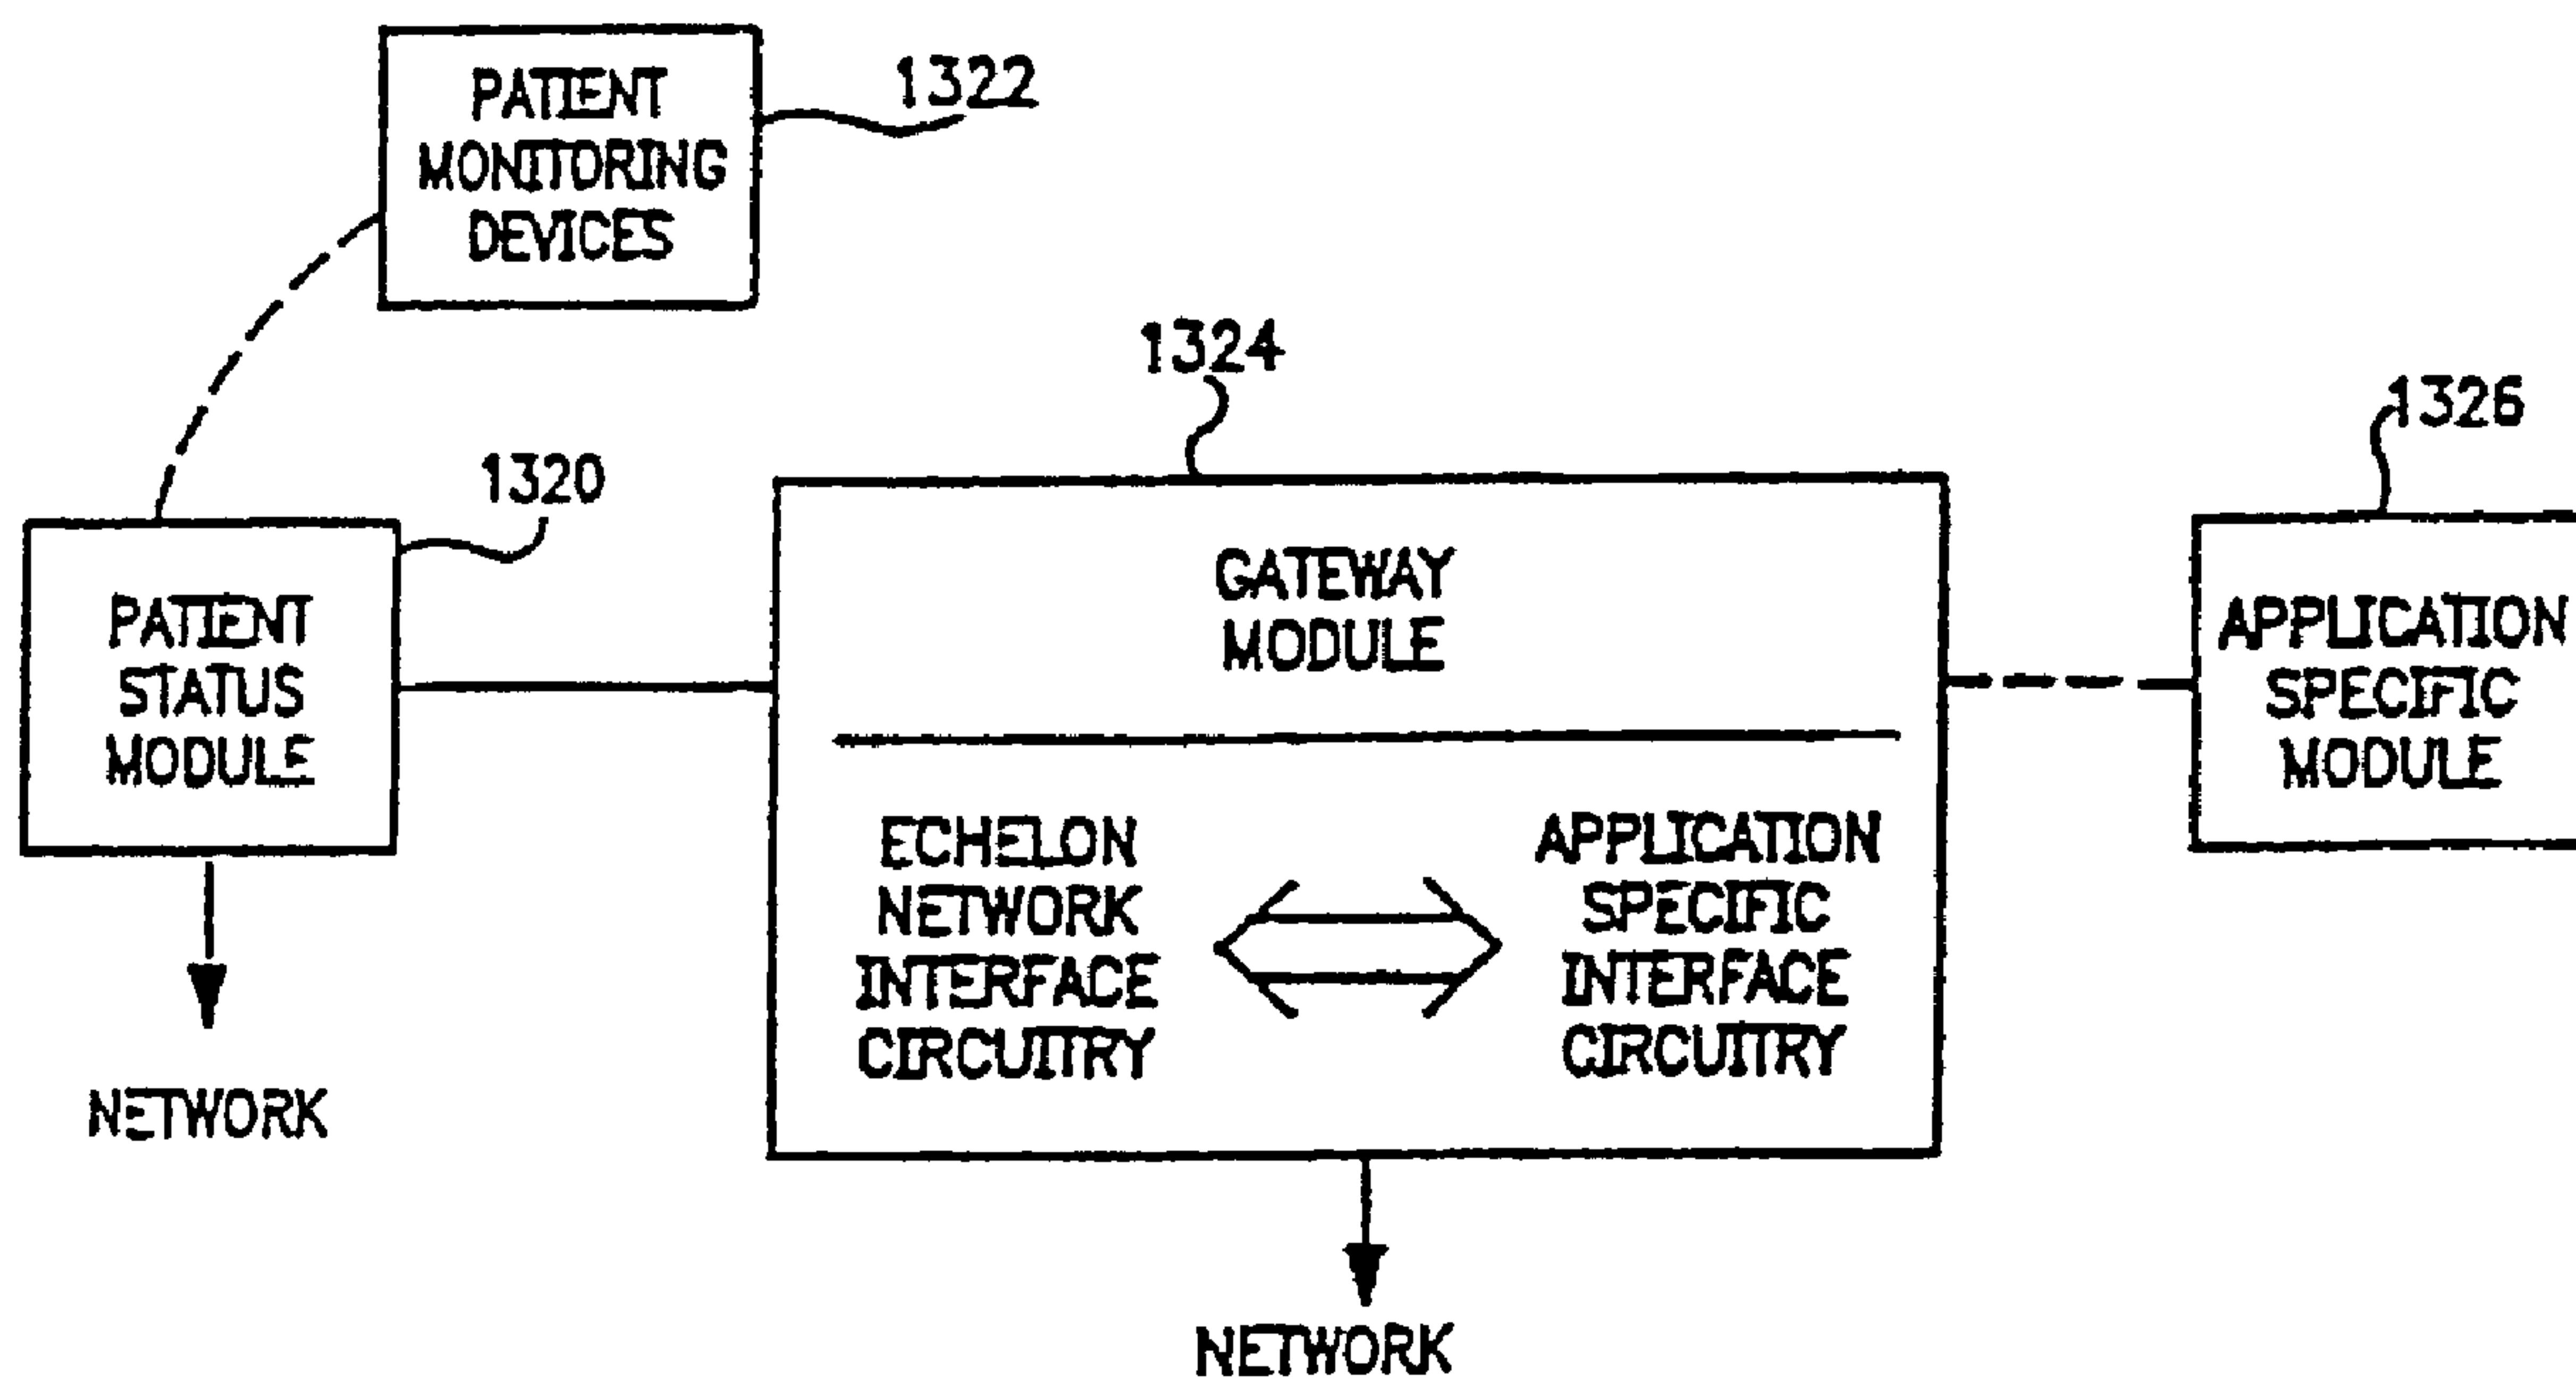 PATIENT
MONITORING
DEVICES
1322
1324
1326
1320
PATIENT
STATUS
MODULE
NETWORK
GATEWAY
MODULE
ECHELON
NETWORK
INTERFACE
CIRCUITRY
APPLICATION
SPECIFIC
INTERFACE
CIRCUITRY
NETWORK
APPLICATION
SPECIFIC
MODULE